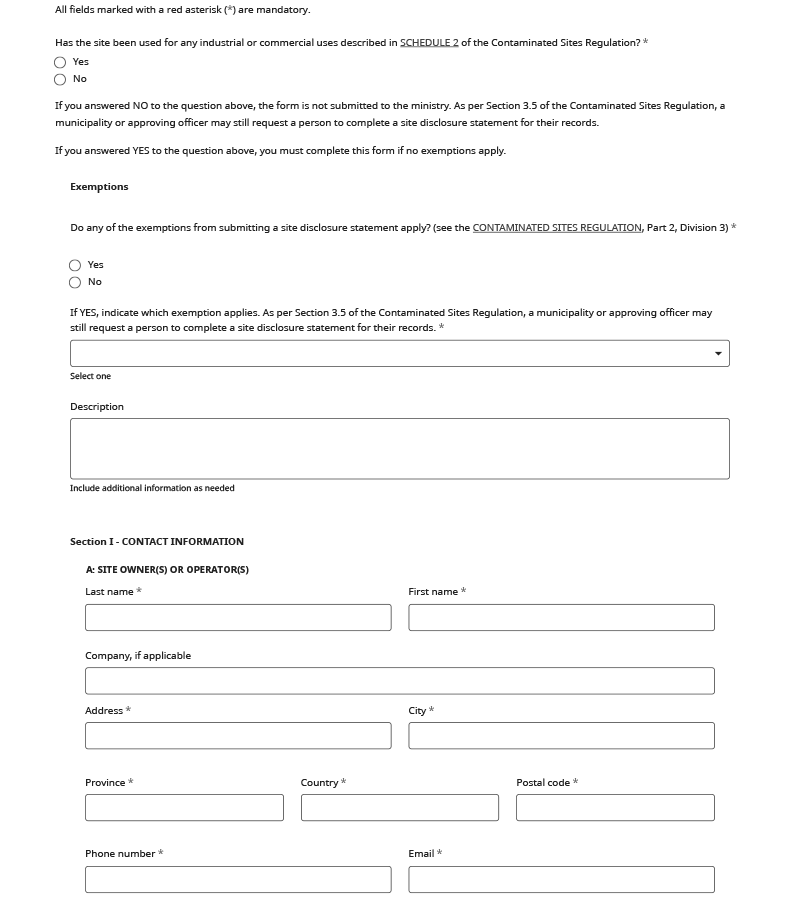 All fields marked with a red asterisk (*) are mandatory.
Has the site been used for any industrial or commercial uses described in SCHEDULE 2 of the Contaminated Sites Regulation? *
Yes
No
If you answered NO to the question above, the form is not submitted to the ministry. As per Section 3.5 of the Contaminated Sites Regulation, a
municipality or approving officer may still request a person to complete a site disclosure statement for their records.
If you answered YES to the question above, you must complete this form if no exemptions apply.
Exemptions
Do any of the exemptions from submitting a site disclosure statement apply? (see the CONTAMINATED SITES REGULATION, Part 2, Division 3) *
Yes
No
If YES, indicate which exemption applies. As per Section 3.5 of the Contaminated Sites Regulation, a municipality or approving officer may
still request a person to complete a site disclosure statement for their records. *
Select one
Description
Include additional information as needed
Section I - CONTACT INFORMATION
A: SITE OWNER(S) OR OPERATOR(S)
Last name * First name *
Company, if applicable
Address * City *
Province * Country * Postal code *
Phone number * Email *